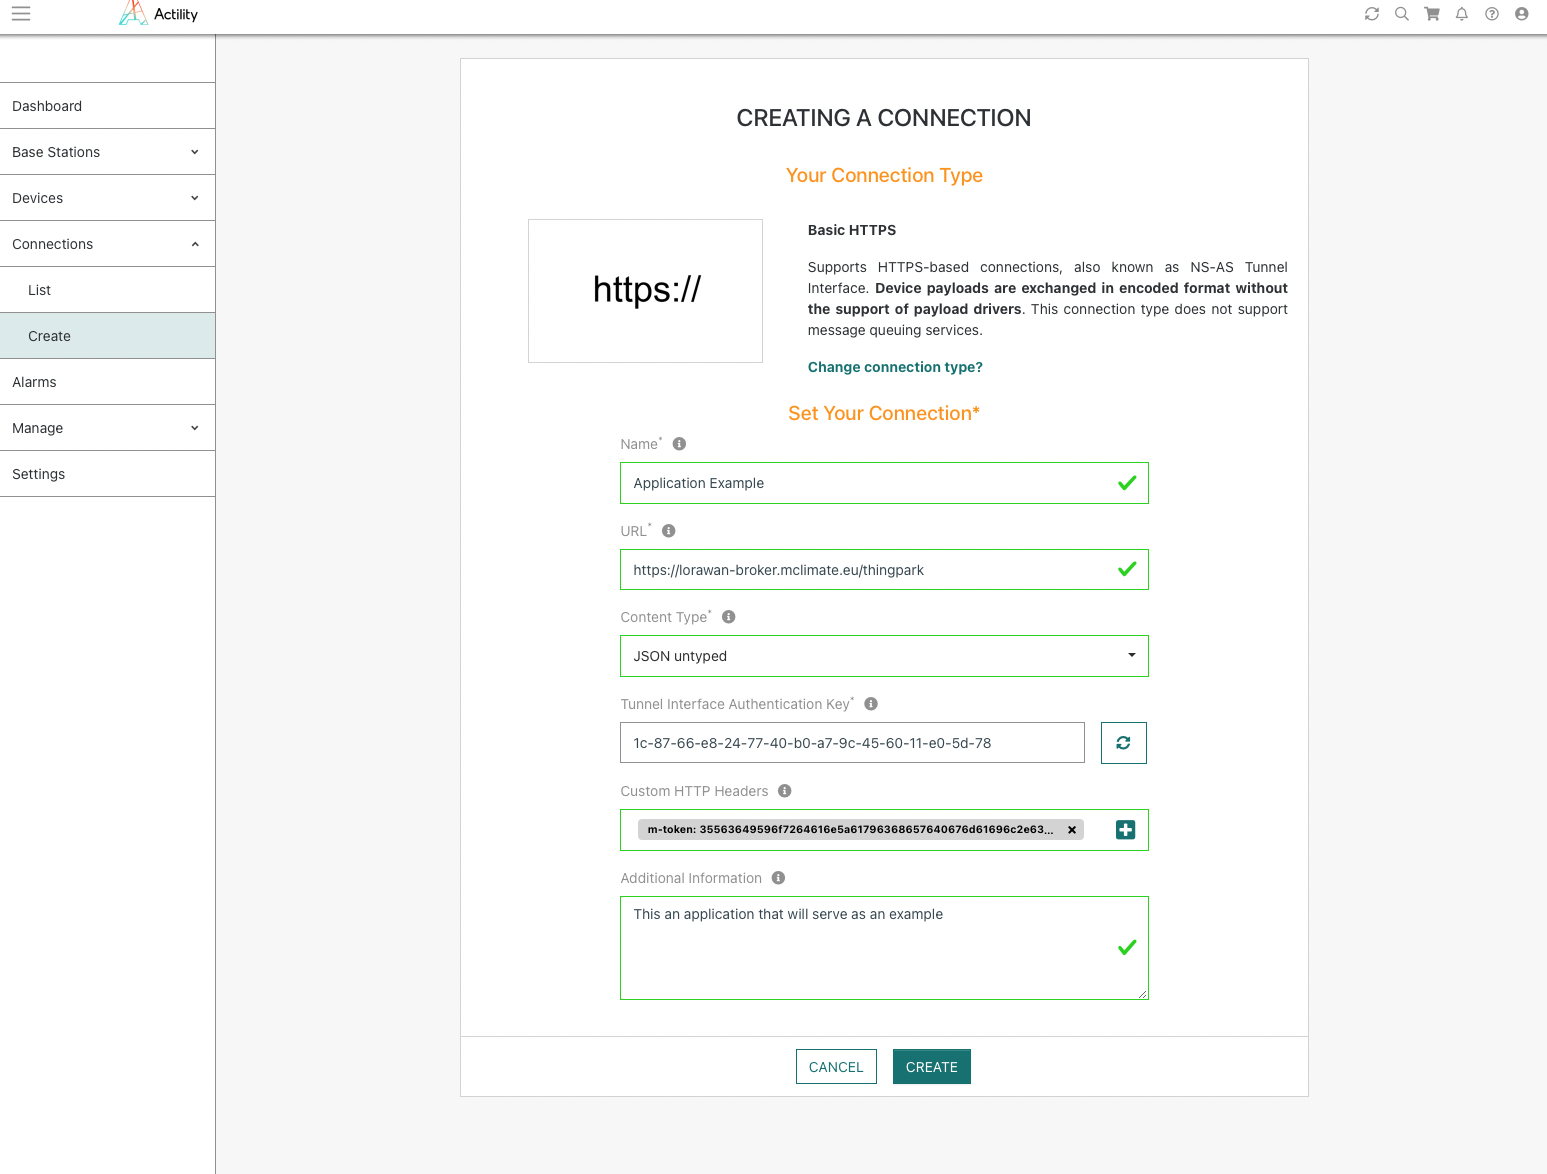 Actility
Dashboard
Base Stations
Devices
Connections
List
Create
Alarms
Manage
Settings
CREATING A CONNECTION
Your Connection Type
https://
Basic HTTPS
Supports HTTPS-based connections, also known as NS-AS Tunnel
Interface. Device payloads are exchanged in encoded format without
the support of payload drivers. This connection type does not support
message queuing services.
Change connection type?
Set Your Connection*
Name*
Application Example
URL*
https://lorawan-broker.mclimate.eu/thingpark
Content Type*
JSON untyped
Tunnel Interface Authentication Key*
1c-87-66-e8-24-77-40-b0-a7-9c-45-60-11-e0-5d-78
Custom HTTP Headers
m-token: 35563649596f7264616e5a61796368657640676d61696c2e63...
Additional Information
This an application that will serve as an example
CANCEL
CREATE